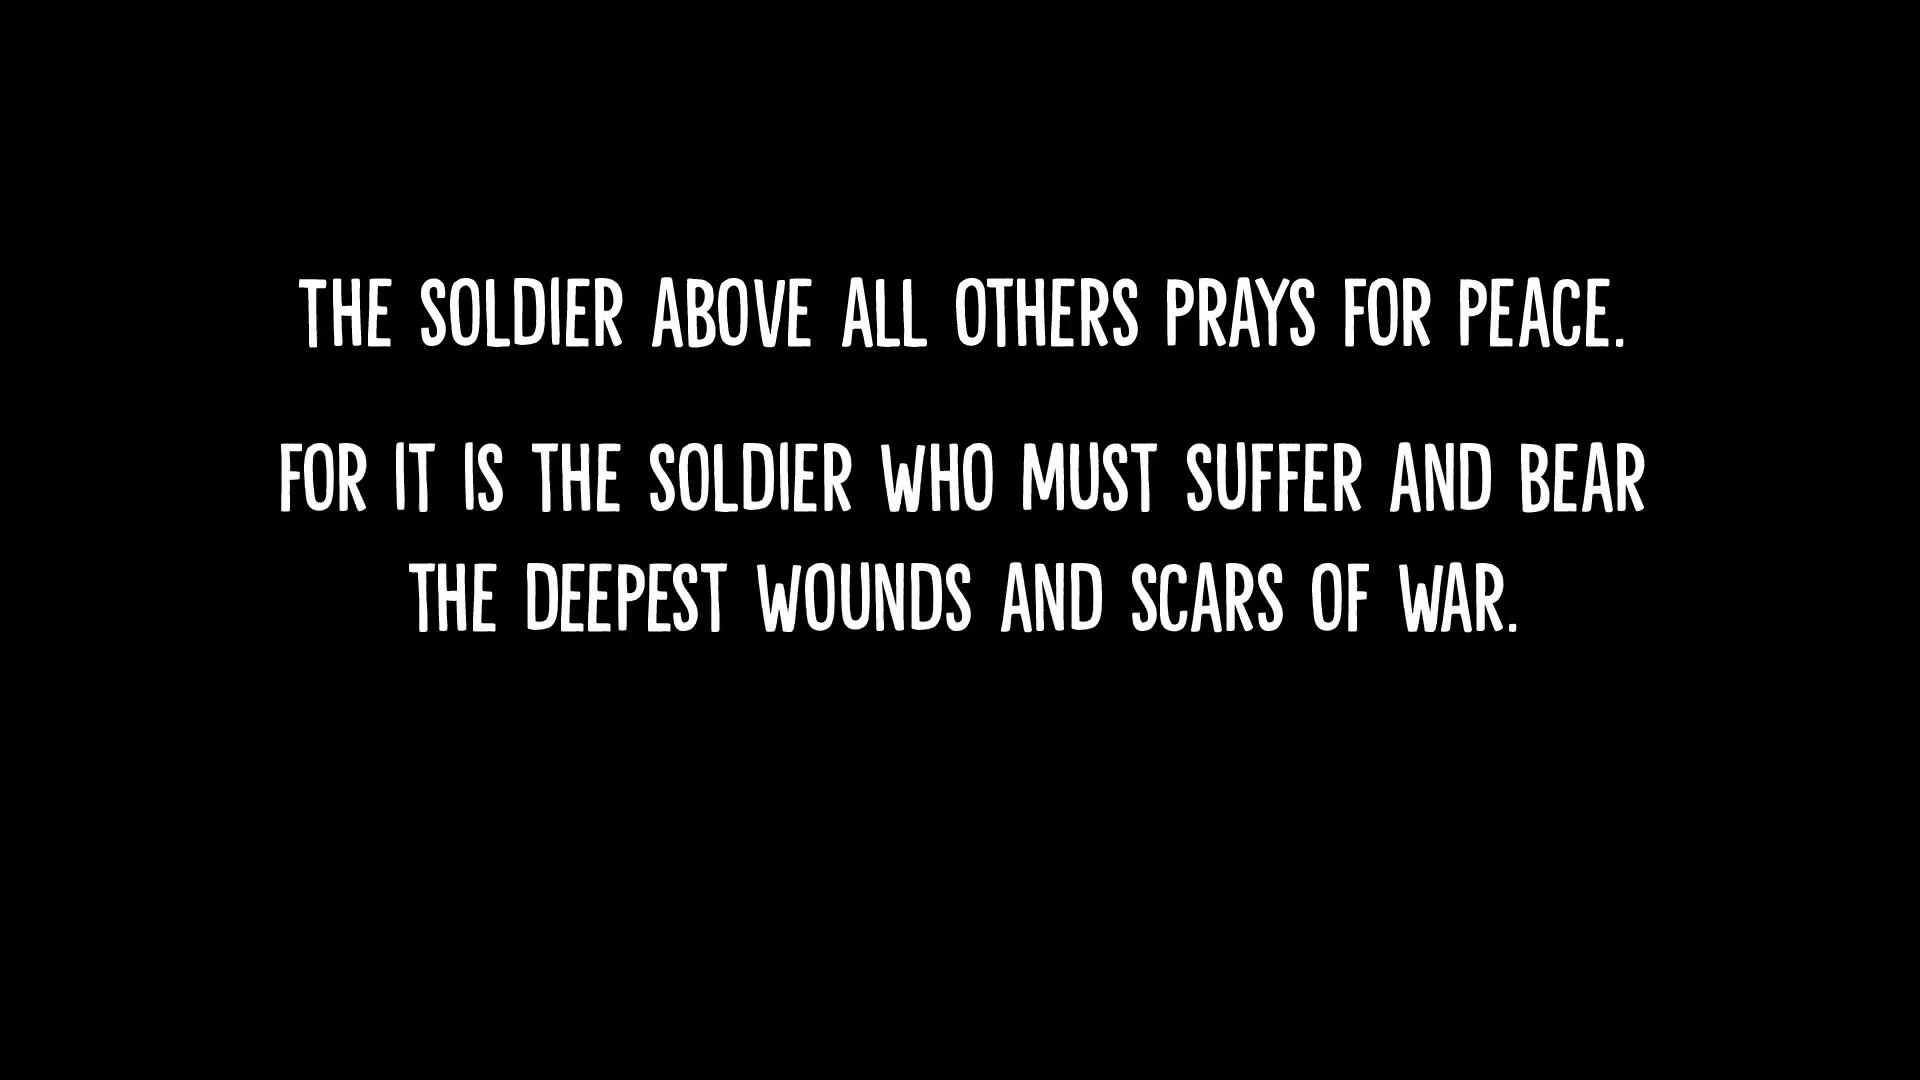 THE SOLDIER ABOVE ALL OTHERS PRAYS FOR PEACE.
FOR IT IS THE SOLDIER WHO MUST SUFFER AND BEAR
THE DEEPEST WOUNDS AND SCARS OF WAR.